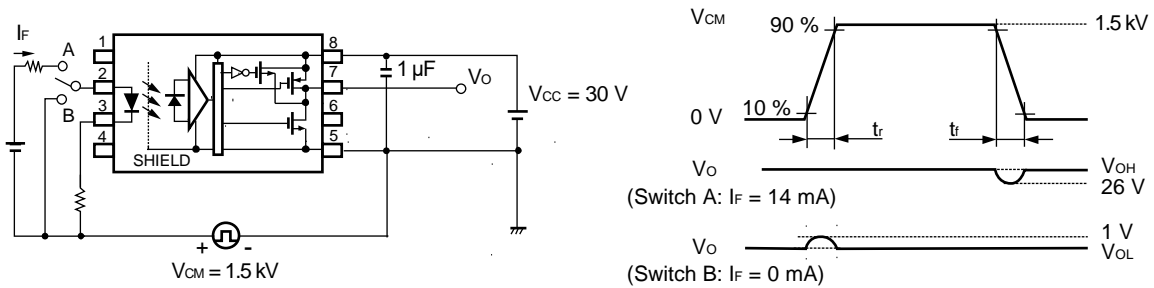 IF
A
B
1
2
3
4
SHIELD
8
7
6
5
1 µF
VO
VCC = 30 V
+
-
VCM = 1.5 kV
VCM
90 %
1.5 kV
10 %
0 V
tr
tf
VO
VOH
26 V
(Switch A: IF = 14 mA)
1 V
VO
VOL
(Switch B: IF = 0 mA)